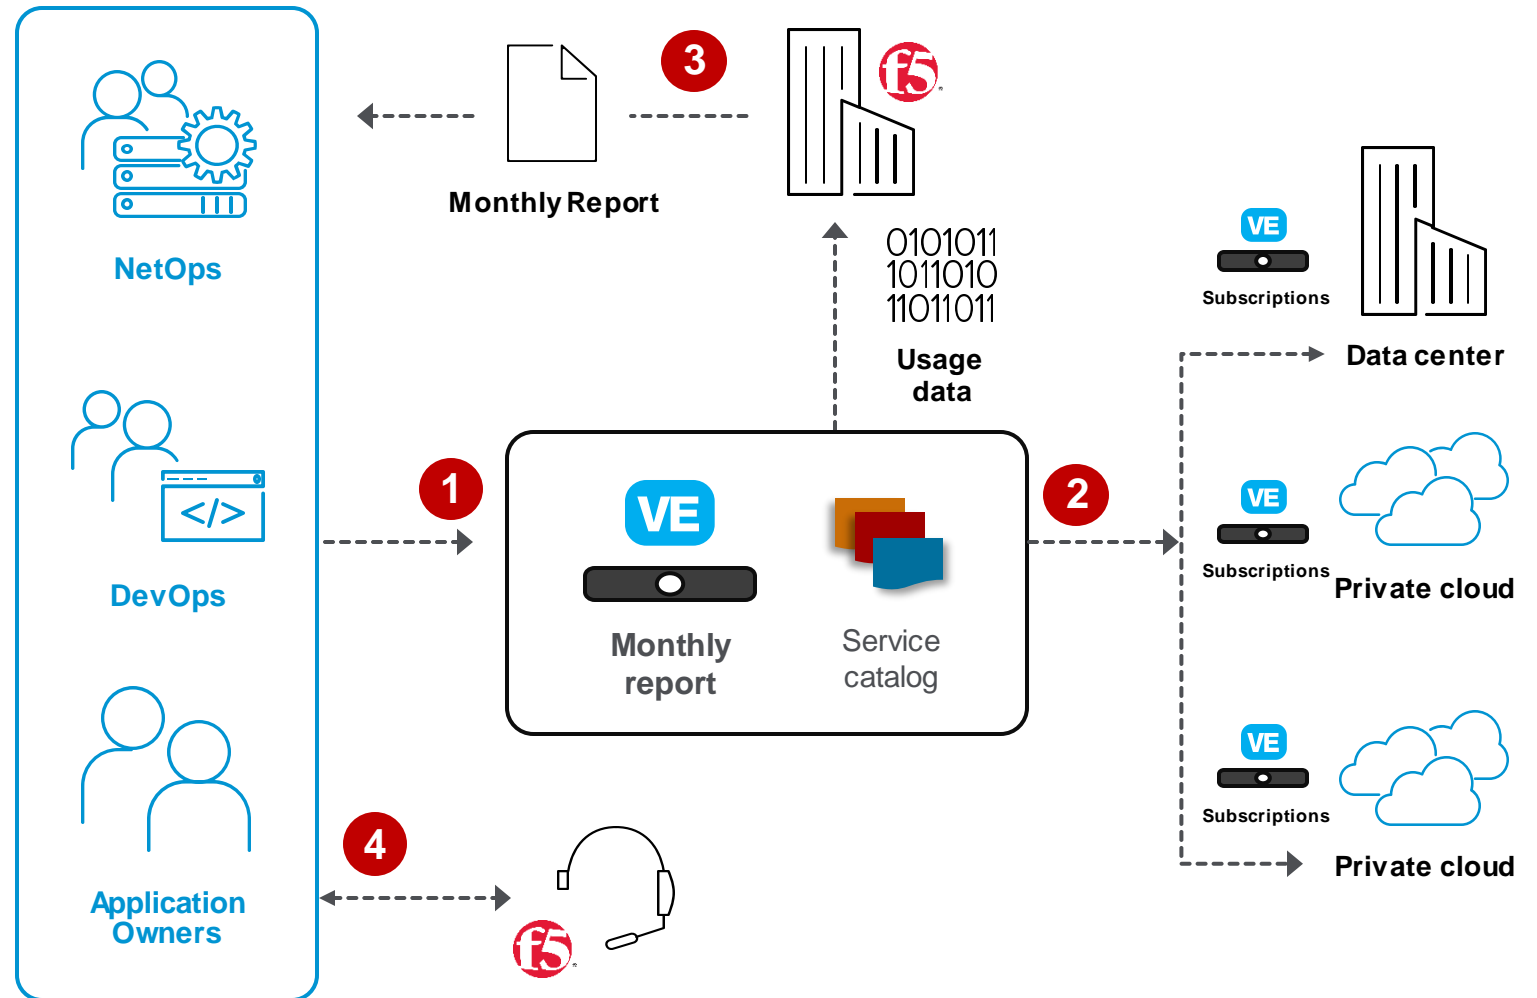 NetOps
DevOps
Application
Owners
Monthly Report
3
f5
0101011
1011010
11011011
Usage
data
1
VE
Monthly
report
Service
catalog
2
VE
Subscriptions
Data center
VE
Subscriptions
Private cloud
VE
Subscriptions
Private cloud
4
f5
</>